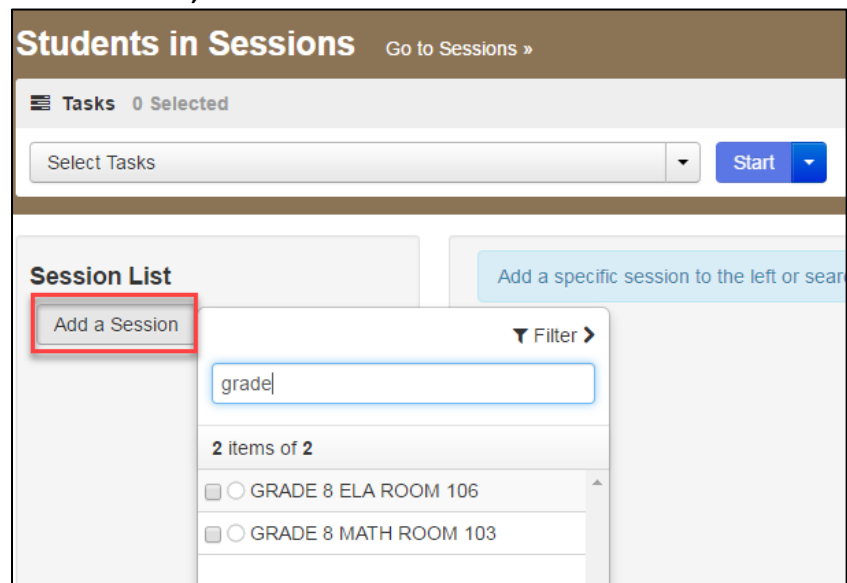 Students in Sessions Go to Sessions »
Tasks 0 Selected
Select Tasks Start
Session List
Add a specific session to the left or sear
Add a Session
Filter
grade
2 items of 2
GRADE 8 ELA ROOM 106
GRADE 8 MATH ROOM 103